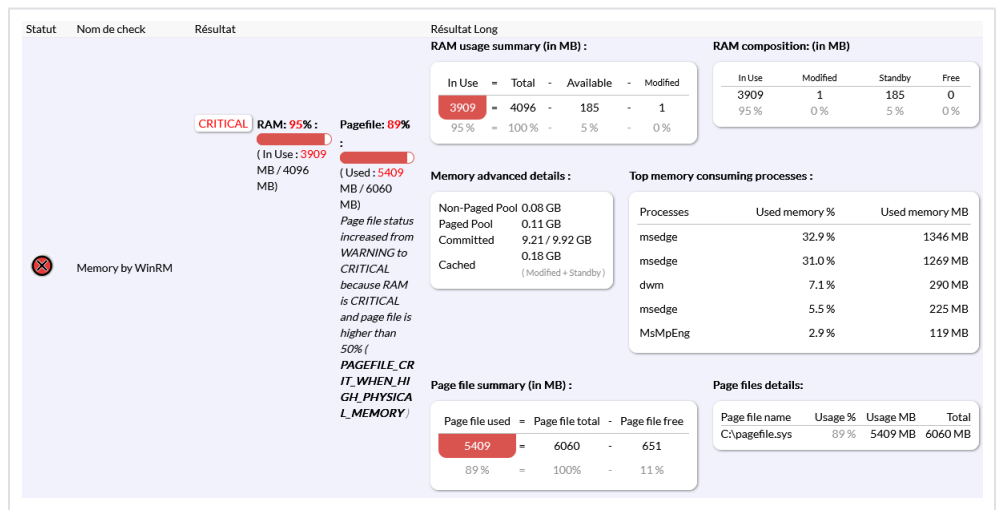 Statut Nom de check Résultat Résultat Long
Memory by WinRM
CRITICAL
RAM: 95% :
( In Use : 3909
MB / 4096
MB)
Pagefile: 89%
:
( Used : 5409
MB / 6060
MB)
Page file status
increased from
WARNING to
CRITICAL
because RAM
is CRITICAL
and page file is
higher than
50% (
PAGEFILE_CR
IT_WHEN_HI
GH_PHYSICA
L_MEMORY )
RAM usage summary (in MB) :
In Use = Total - Available - Modified
3909 = 4096 - 185 - 1
95 % = 100 % - 5 % - 0 %
RAM composition: (in MB)
In Use Modified Standby Free
3909 1 185 0
95 % 0 % 5 % 0 %
Memory advanced details :
Non-Paged Pool 0.08 GB
Paged Pool 0.11 GB
Committed 9.21 / 9.92 GB
Cached 0.18 GB
( Modified + Standby )
Top memory consuming processes :
Processes Used memory % Used memory MB
msedge 32.9 % 1346 MB
msedge 31.0 % 1269 MB
dwm 7.1 % 290 MB
msedge 5.5 % 225 MB
MsMpEng 2.9 % 119 MB
Page file summary (in MB) :
Page file used = Page file total - Page file free
5409 = 6060 - 651
89 % = 100% - 11 %
Page files details:
Page file name Usage % Usage MB Total
C:\pagefile.sys 89 % 5409 MB 6060 MB